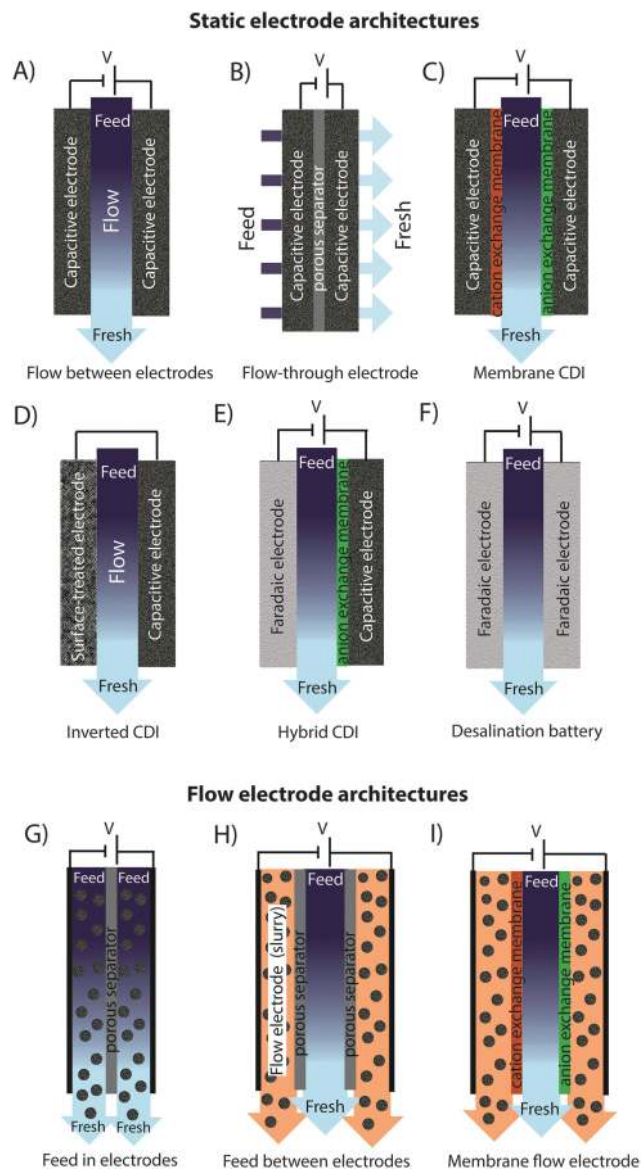 Static electrode architectures
A)
V
Feed
Capacitive electrode
Flow
Capacitive electrode
Fresh
Flow between electrodes
B)
V
Feed
Capacitive electrode
porous separator
Capacitive electrode
Fresh
Flow-through electrode
C)
V
Feed
Capacitive electrode
cation exchange membrane
anion exchange membrane
Capacitive electrode
Fresh
Membrane CDI
D)
Feed
Surface-treated electrode
Flow
Capacitive electrode
Fresh
Inverted CDI
E)
V
Feed
Faradaic electrode
anion exchange membrane
Capacitive electrode
Fresh
Hybrid CDI
F)
V
Feed
Faradaic electrode
Faradaic electrode
Fresh
Desalination battery
Flow electrode architectures
G)
V
Feed
Feed
porous separator
Fresh
Fresh
Feed in electrodes
H)
V
Feed
Flow electrode (slurry)
porous separator
porous separator
Fresh
Feed between electrodes
I)
V
Feed
cation exchange membrane
anion exchange membrane
Fresh
Membrane flow electrode